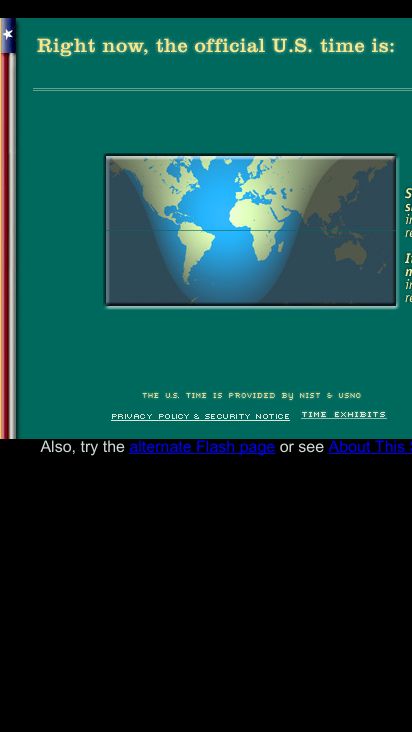 Right now, the official U.S. time is:
THE U.S. TIME IS PROVIDED BY NIST & USNO
PRIVACY POLICY & SECURITY NOTICE TIME EXHIBITS
Also, try the alternate Flash page or see About This